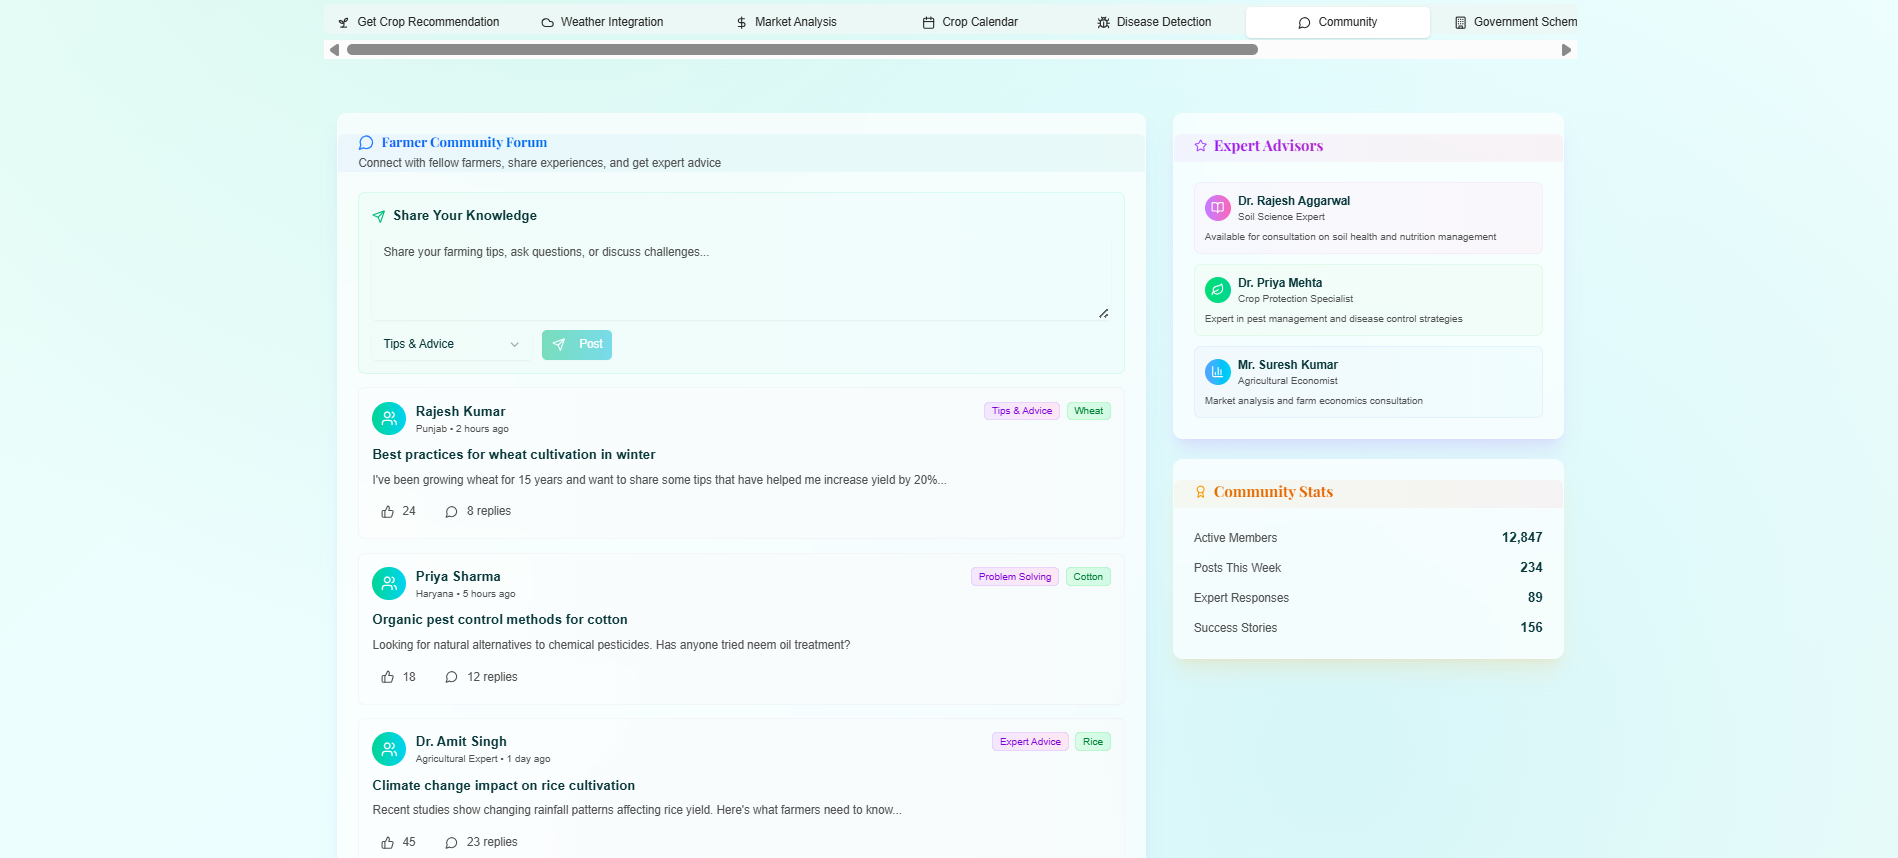 Get Crop Recommendation
Weather Integration
Market Analysis
Crop Calendar
Disease Detection
Community
Government Schem
Farmer Community Forum
Connect with fellow farmers, share experiences, and get expert advice
Share Your Knowledge
Share your farming tips, ask questions, or discuss challenges...
Tips & Advice
Post
Rajesh Kumar
Punjab • 2 hours ago
Tips & Advice
Wheat
Best practices for wheat cultivation in winter
I've been growing wheat for 15 years and want to share some tips that have helped me increase yield by 20%...
24
8 replies
Priya Sharma
Haryana • 5 hours ago
Problem Solving
Cotton
Organic pest control methods for cotton
Looking for natural alternatives to chemical pesticides. Has anyone tried neem oil treatment?
18
12 replies
Dr. Amit Singh
Agricultural Expert • 1 day ago
Expert Advice
Rice
Climate change impact on rice cultivation
Recent studies show changing rainfall patterns affecting rice yield. Here's what farmers need to know...
45
23 replies
Expert Advisors
Dr. Rajesh Aggarwal
Soil Science Expert
Available for consultation on soil health and nutrition management
Dr. Priya Mehta
Crop Protection Specialist
Expert in pest management and disease control strategies
Mr. Suresh Kumar
Agricultural Economist
Market analysis and farm economics consultation
Community Stats
Active Members 12,847
Posts This Week 234
Expert Responses 89
Success Stories 156